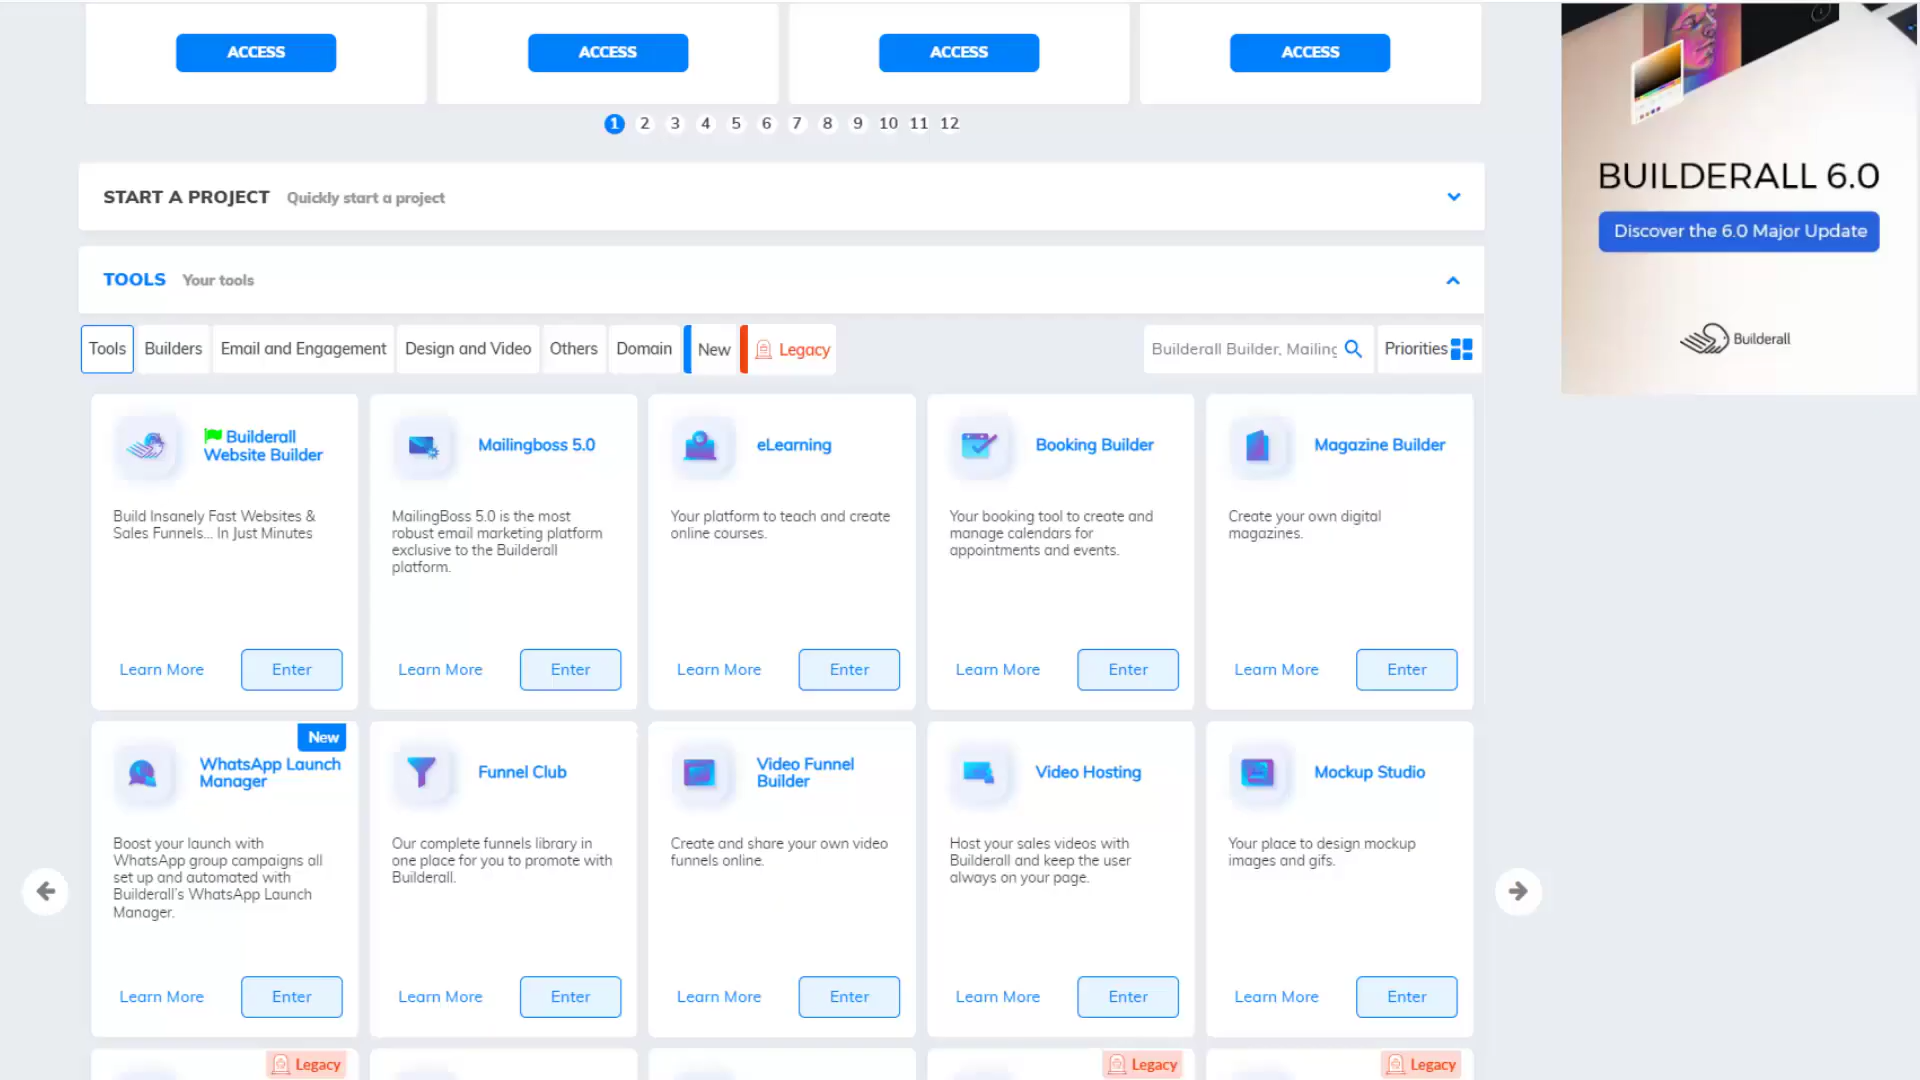 ACCESS ACCESS ACCESS ACCESS
1 2 3 4 5 6 7 8 9 10 11 12
START A PROJECT Quickly start a project
TOOLS Your tools
Tools Builders Email and Engagement Design and Video Others Domain New Legacy Builderall Builder, Mailing Priorities
Builderall
Website Builder
Build Insanely Fast Websites &
Sales Funnels... In Just Minutes
Learn More Enter
Mailingboss 5.0
MailingBoss 5.0 is the most
robust email marketing platform
exclusive to the Builderall
platform.
Learn More Enter
eLearning
Your platform to teach and create
online courses.
Learn More Enter
Booking Builder
Your booking tool to create and
manage calendars for
appointments and events.
Learn More Enter
Magazine Builder
Create your own digital
magazines.
Learn More Enter
New
WhatsApp Launch
Manager
Boost your launch with
WhatsApp group campaigns all
set up and automated with
Builderall's WhatsApp Launch
Manager.
Learn More Enter
Funnel Club
Our complete funnels library in
one place for you to promote with
Builderall.
Learn More Enter
Video Funnel
Builder
Create and share your own video
funnels online.
Learn More Enter
Video Hosting
Host your sales videos with
Builderall and keep the user
always on your page.
Learn More Enter
Mockup Studio
Your place to design mockup
images and gifs.
Learn More Enter
Legacy Legacy Legacy
BUILDERALL 6.0
Discover the 6.0 Major Update
Builderall